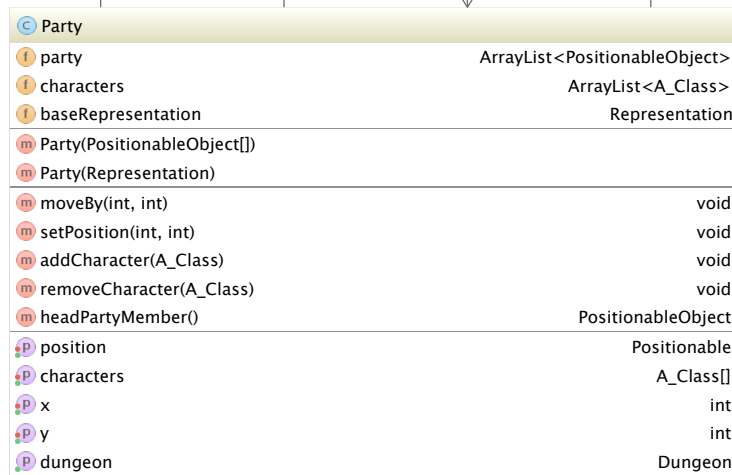 C Party
f party ArrayList<PositionableObject>
f characters ArrayList<A_Class>
f baseRepresentation Representation
m Party(PositionableObject[])
m Party(Representation)
m moveBy(int, int) void
m setPosition(int, int) void
m addCharacter(A_Class) void
m removeCharacter(A_Class) void
m headPartyMember() PositionableObject
p position Positionable
p characters A_Class[]
p x int
p y int
p dungeon Dungeon